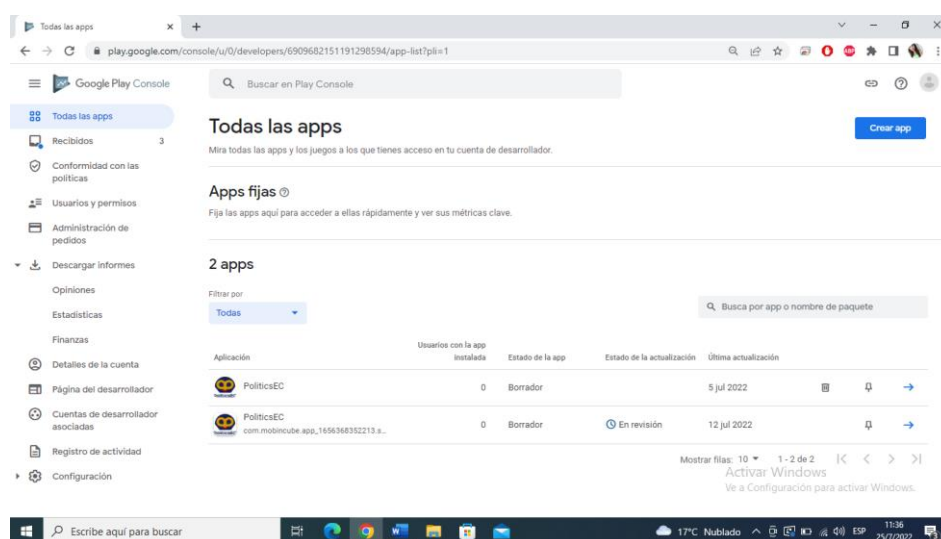 Todas las apps
play.google.com/console/u/0/developers/6909682151191298594/app-list?pli=1
Google Play Console
Buscar en Play Console
Todas las apps
Recibidos 3
Conformidad con las
políticas
Usuarios y permisos
Administración de
pedidos
Descargar informes
Opiniones
Estadísticas
Finanzas
Detalles de la cuenta
Página del desarrollador
Cuentas de desarrollador
asociadas
Registro de actividad
Configuración
Todas las apps
Crear app
Mira todas las apps y los juegos a los que tienes acceso en tu cuenta de desarrollador.
Apps fijas
Fija las apps aquí para acceder a ellas rápidamente y ver sus métricas clave.
2 apps
Filtrar por
Todas
Busca por app o nombre de paquete
Usuarios con la app
Aplicación instalada Estado de la app Estado de la actualización Última actualización
PoliticsEC 0 Borrador 5 jul 2022
PoliticsEC
com.mobincube.app_1656368352213.a... 0 Borrador En revisión 12 jul 2022
Mostrar filas: 10 1 - 2 de 2
Activar Windows
Ve a Configuración para activar Windows.
Escribe aquí para buscar
17°C Nublado ESP 11:36
25/7/2022